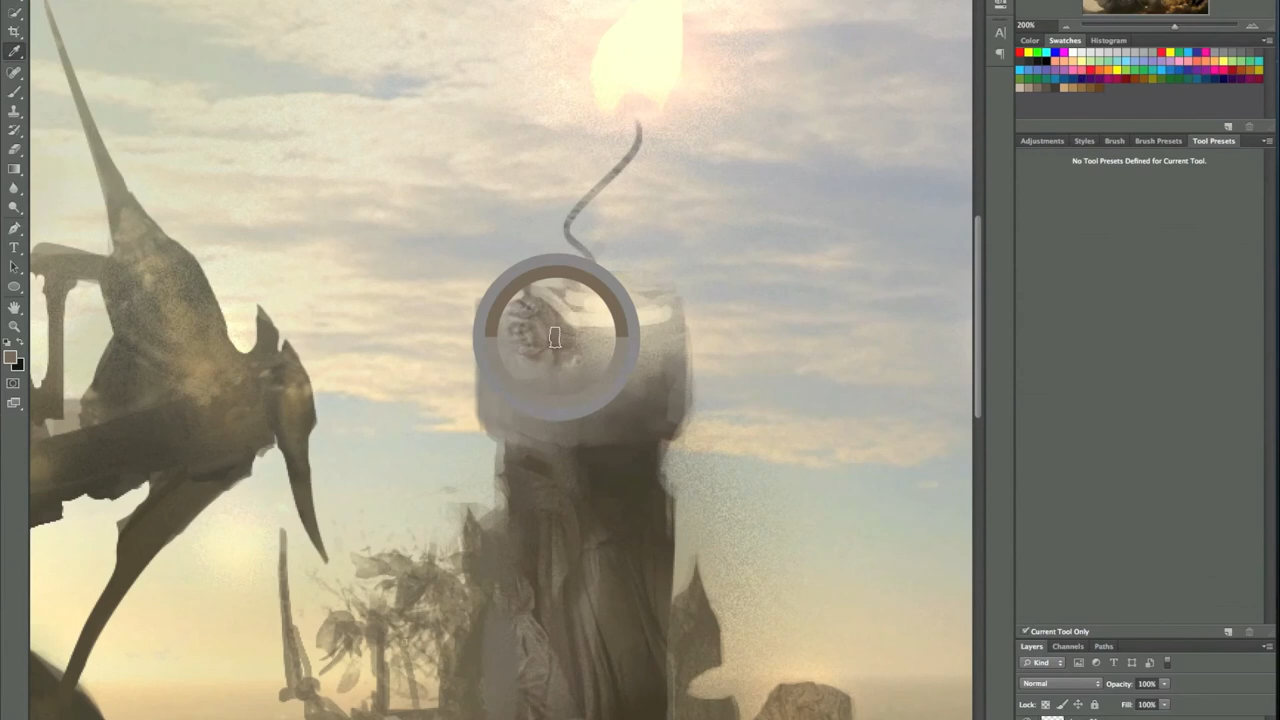 200%
Color Swatches Histogram
A|
Adjustments Styles Brush Brush Presets Tool Presets
No Tool Presets Defined for Current Tool.
T
Current Tool Only
Layers Channels Paths
Kind T
Normal Opacity: 100%
Lock: Fill: 100%